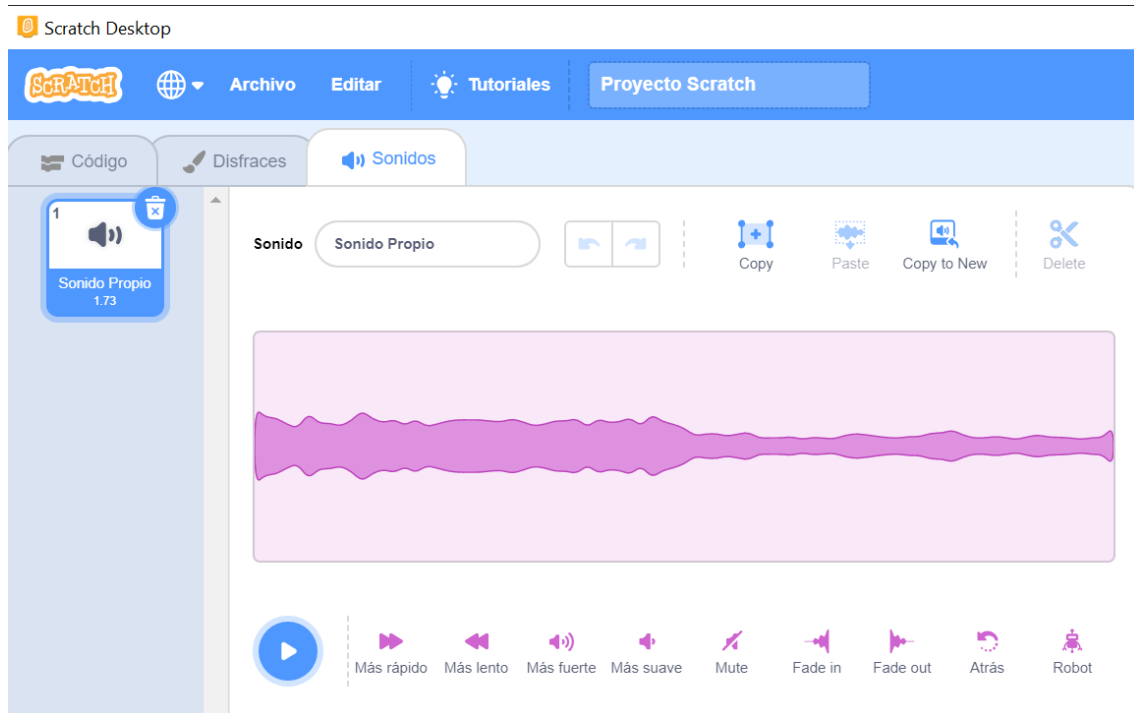 Scratch Desktop
SCRATCH Archivo Editar Tutoriales Proyecto Scratch
Código Disfraces Sonidos
1
Sonido Propio
1.73
Sonido Sonido Propio
Copy Paste Copy to New Delete
Más rápido Más lento Más fuerte Más suave Mute Fade in Fade out Atrás Robot